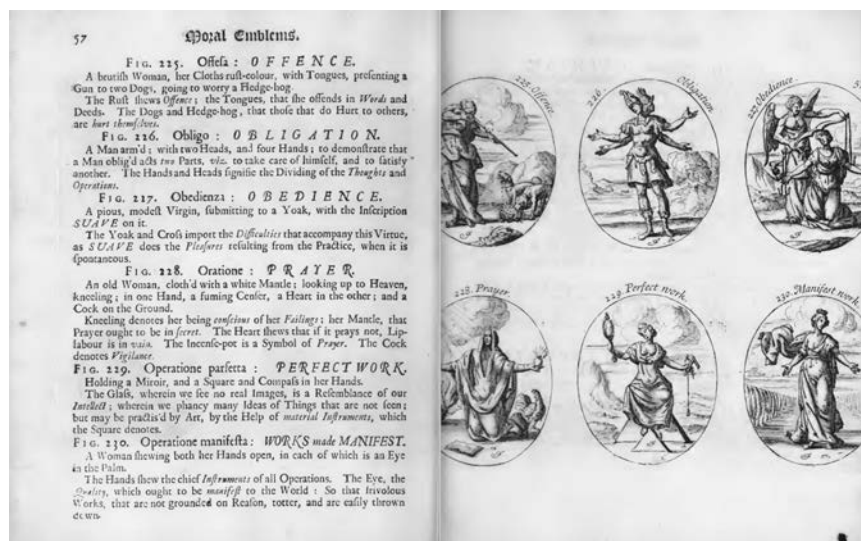 57 Moral Emblems.
FIG. 225. Offesa : OFFENCE.
A brutiſh Woman, her Cloths ruſt-colour, with Tongues, preſenting a
Gun to two Dogs, going to worry a Hedge-hog.
The Ruſt ſhews Offence; the Tongues, that ſhe offends in Words and
Deeds. The Dogs and Hedge-hog, that thoſe that do Hurt to others,
are hurt themſelves.
FIG. 226. Obligo : OBLIGATION.
A Man arm'd; with two Heads, and four Hands; to demonſtrate that
a Man oblig'd acts two Parts, viz. to take care of himſelf, and to ſatisfy
another. The Hands and Heads ſignifie the Dividing of the Thoughts and
Operations.
FIG. 217. Obedienza : OBEDIENCE.
A pious, modeſt Virgin, ſubmitting to a Yoak, with the Inſcription
SUAVE on it.
The Yoak and Croſs import the Difficulties that accompany this Virtue,
as SUAVE does the Pleaſures reſulting from the Practice, when it is
ſpontaneous.
FIG. 228. Oratione : PRAYER.
An old Woman, cloth'd with a white Mantle; looking up to Heaven,
kneeling; in one Hand, a fuming Cenſer, a Heart in the other; and a
Cock on the Ground.
Kneeling denotes her being conſcious of her Failings; her Mantle, that
Prayer ought to be in ſecret. The Heart ſhews that if it prays not, Lip-
labour is in vain. The Incenſe-pot is a Symbol of Prayer. The Cock
denotes Vigilance.
FIG. 229. Operatione parfetta : PERFECT WORK.
Holding a Miroir, and a Square and Compaſs in her Hands.
The Glaſs, wherein we ſee no real Images, is a Reſemblance of our
Intellect; wherein we phancy many Ideas of Things that are not ſeen;
but may be practis'd by Art, by the Help of material Inſtruments, which
the Square denotes.
FIG. 230. Operatione manifeſta : WORKS made MANIFEST.
A Woman ſhewing both her Hands open, in each of which is an Eye
in the Palm.
The Hands ſhew the chief Inſtruments of all Operations. The Eye, the
Quality, which ought to be manifeſt to the World : So that frivolous
Works, that are not grounded on Reaſon, totter, and are eaſily thrown
down.
225. Offence.
226. Obligation.
227. Obedience.
228. Prayer.
229 Perfect work.
230. Manifest work